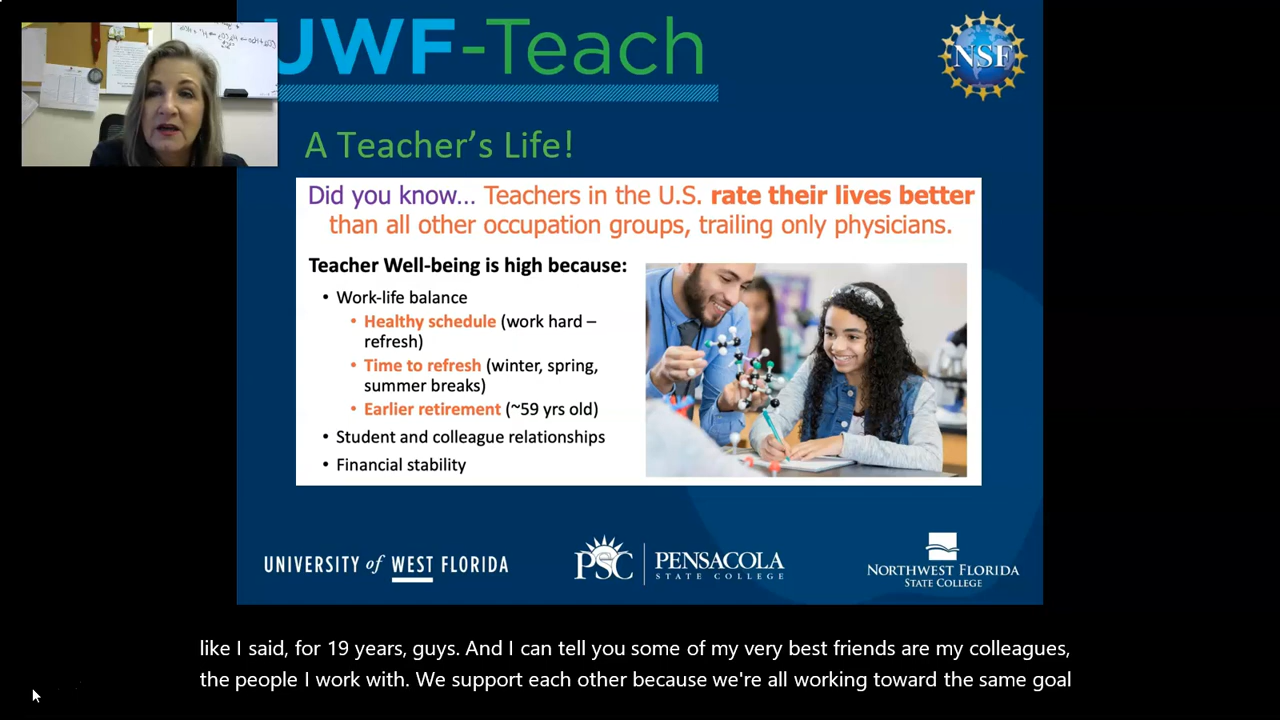 UWF-Teach
NSF
A Teacher's Life!
Did you know... Teachers in the U.S. rate their lives better
than all other occupation groups, trailing only physicians.
Teacher Well-being is high because:
• Work-life balance
• Healthy schedule (work hard –
refresh)
• Time to refresh (winter, spring,
summer breaks)
• Earlier retirement (~59 yrs old)
• Student and colleague relationships
• Financial stability
UNIVERSITY of WEST FLORIDA
PSC PENSACOLA
STATE COLLEGE
NORTHWEST FLORIDA
STATE COLLEGE
like I said, for 19 years, guys. And I can tell you some of my very best friends are my colleagues,
the people I work with. We support each other because we're all working toward the same goal